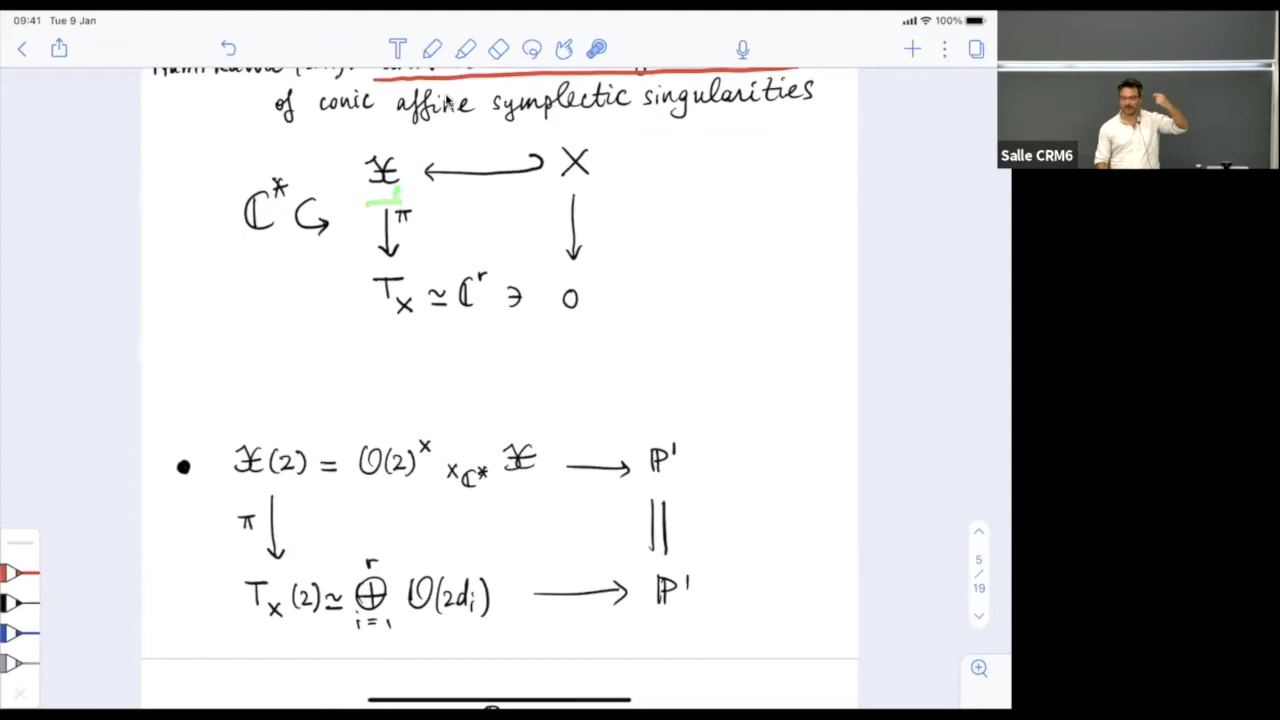 09:41 Tue 9 Jan
100%
of conic affine symplectic singularities
ℂ* 𝔛 X
π
T_X ≃ ℂ^r ∋ 0
• 𝔛(2) = 𝒪(2)^× ×_ℂ* 𝔛 → ℙ¹
π
T_X(2) ≃ ⊕_{i=1}^r 𝒪(2d_i) → ℙ¹
5
/
19
Salle CRM6